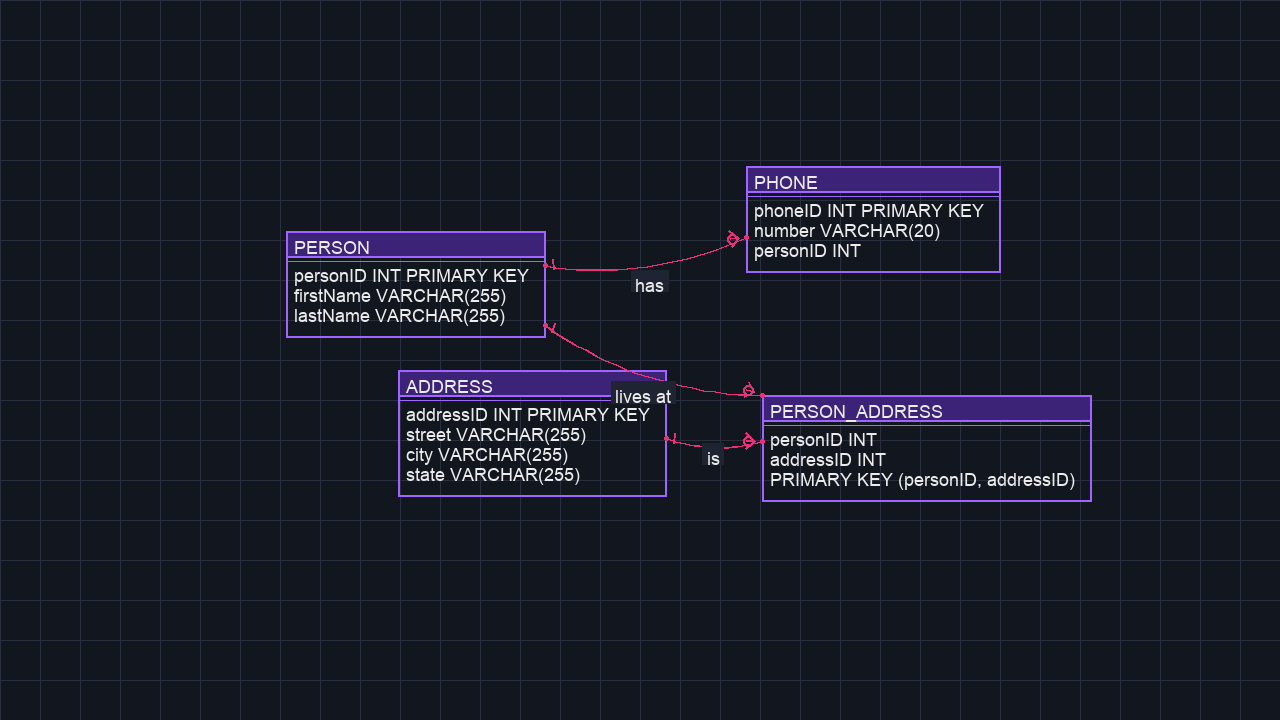 PHONE
phoneID INT PRIMARY KEY
number VARCHAR(20)
personID INT
PERSON
personID INT PRIMARY KEY
firstName VARCHAR(255)
lastName VARCHAR(255)
has
ADDRESS
addressID INT PRIMARY KEY
street VARCHAR(255)
city VARCHAR(255)
state VARCHAR(255)
lives at
is
PERSON_ADDRESS
personID INT
addressID INT
PRIMARY KEY (personID, addressID)